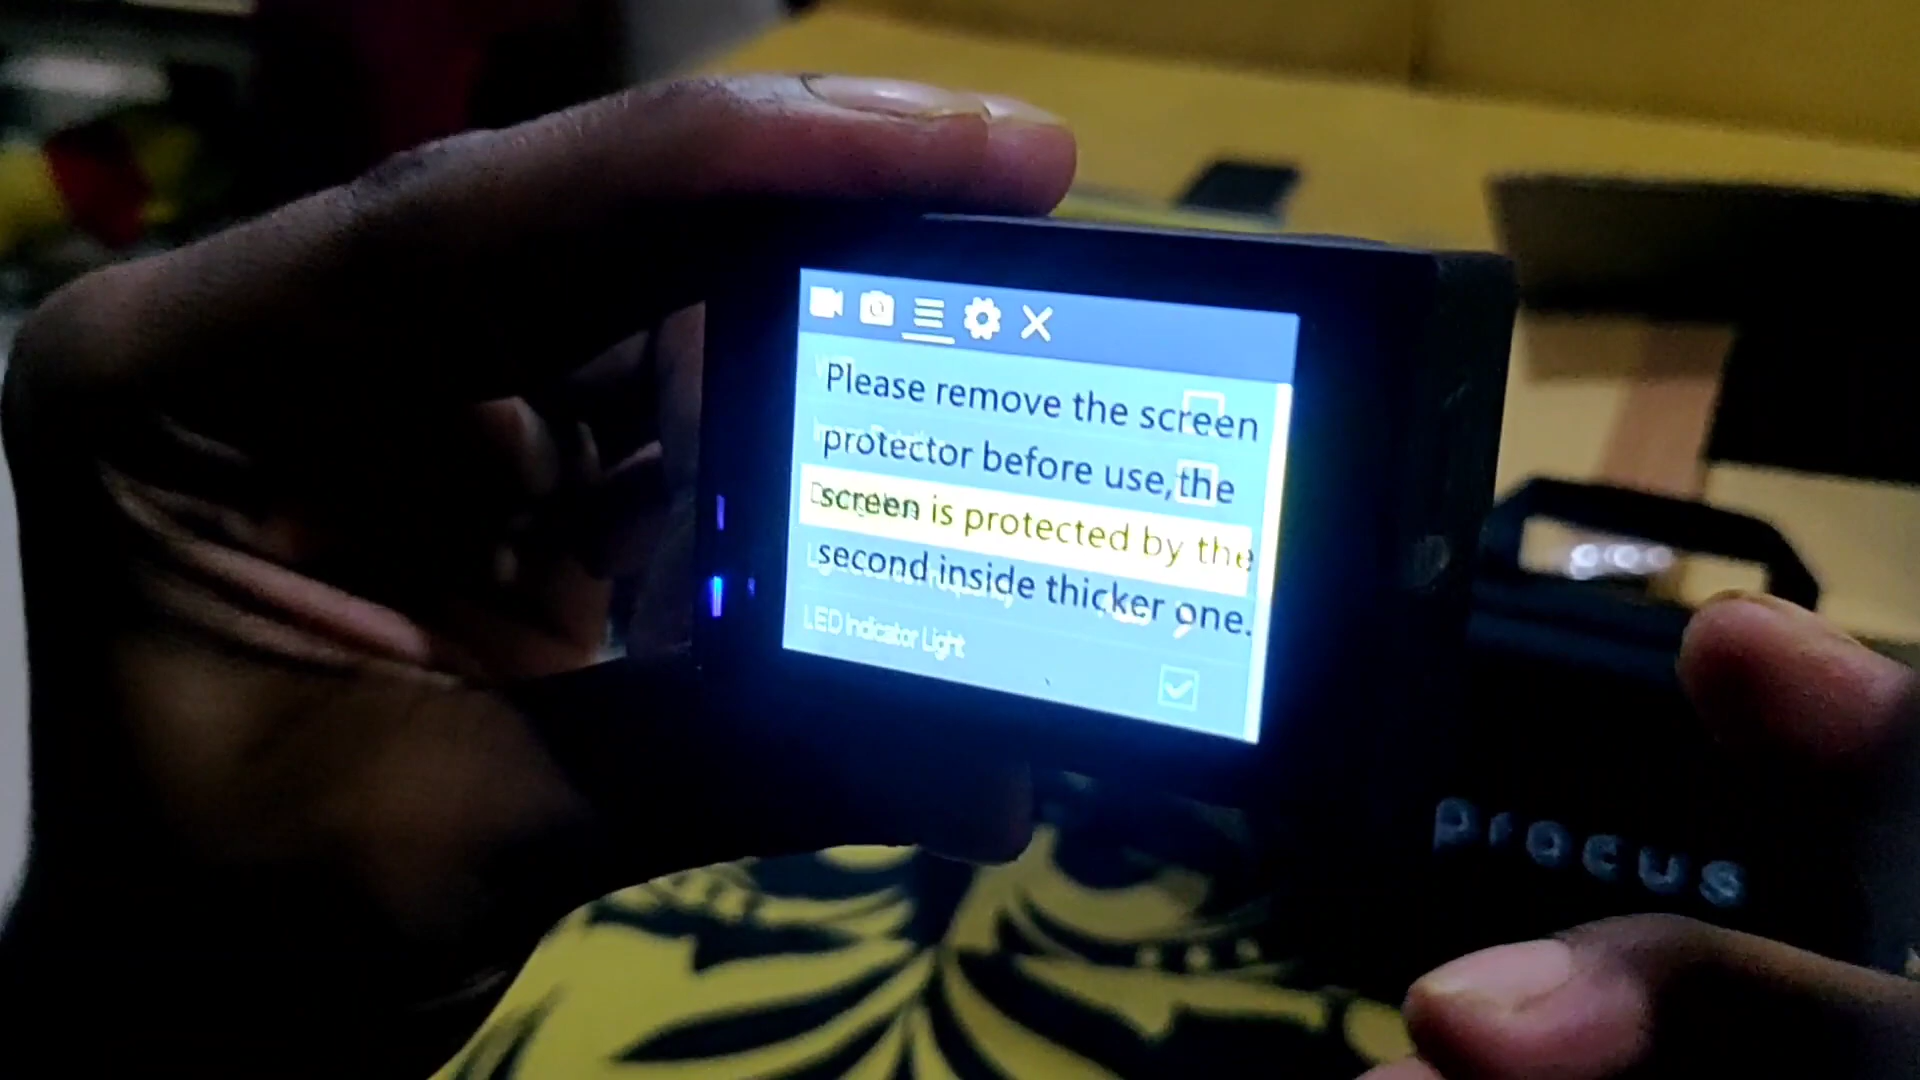 Please remove the screen
protector before use,the
screen is protected by the
second inside thicker one.
LED Indicator Light
procus